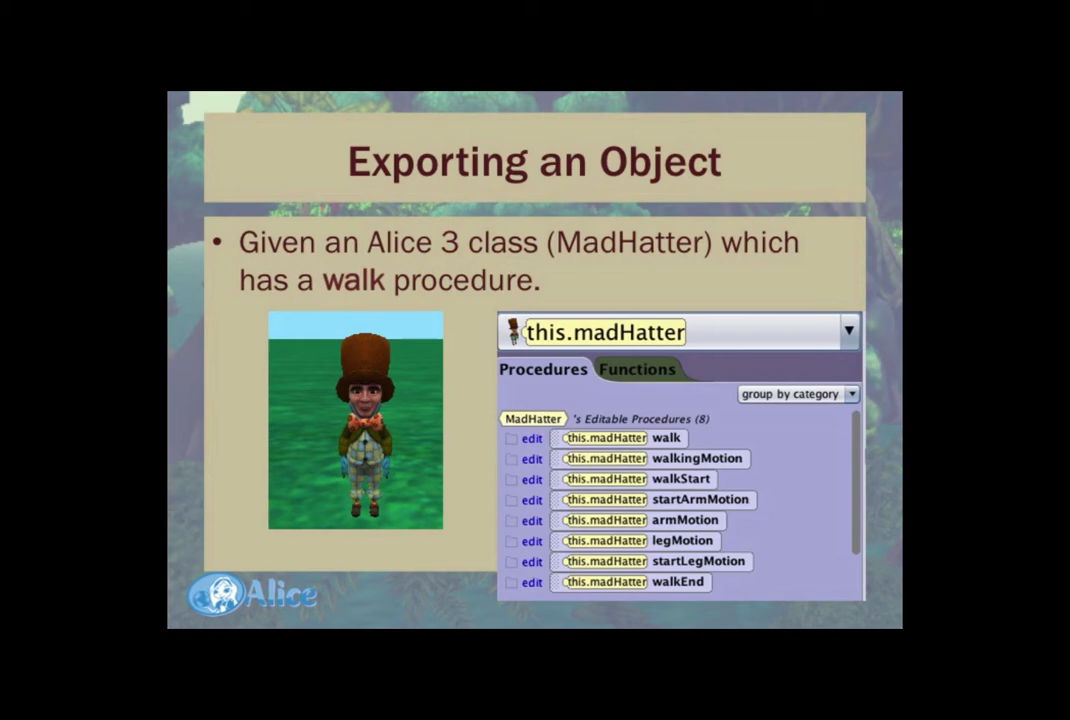 Exporting an Object
• Given an Alice 3 class (MadHatter) which
has a walk procedure.
this.madHatter
Procedures Functions
group by category
MadHatter 's Editable Procedures (8)
edit this.madHatter walk
edit this.madHatter walkingMotion
edit this.madHatter walkStart
edit this.madHatter startArmMotion
edit this.madHatter armMotion
edit this.madHatter legMotion
edit this.madHatter startLegMotion
edit this.madHatter walkEnd
Alice